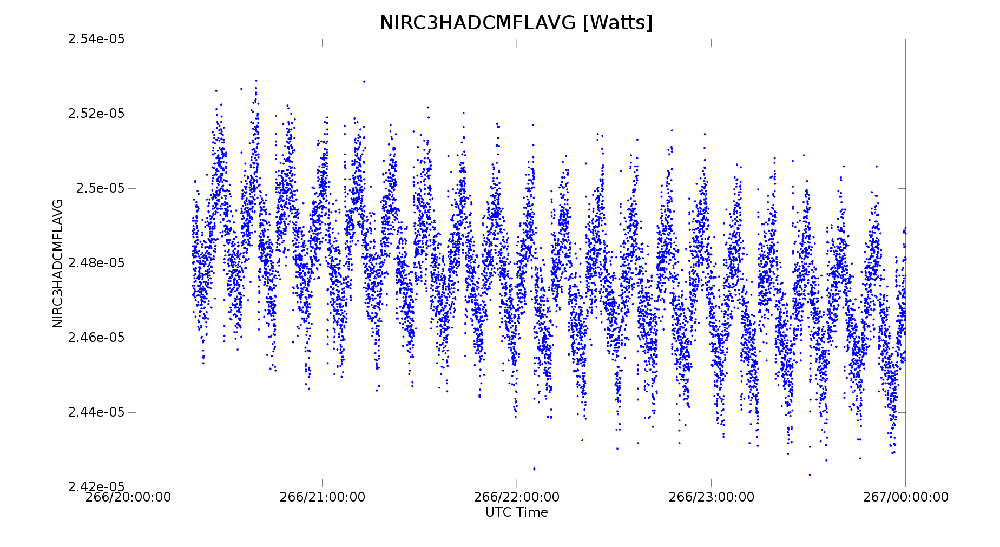 NIRC3HADCMFLAVG [Watts]
2.54e-05
2.52e-05
2.5e-05
2.48e-05
2.46e-05
2.44e-05
2.42e-05
NIRC3HADCMFLAVG
266/20:00:00 266/21:00:00 266/22:00:00 266/23:00:00 267/00:00:00
UTC Time